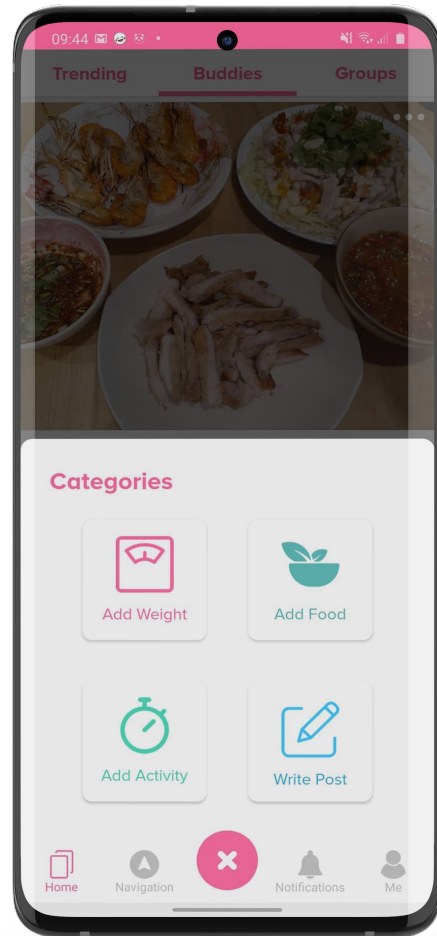 09:44
Trending Buddies Groups
Categories
Add Weight Add Food
Add Activity Write Post
Home Navigation Notifications Me